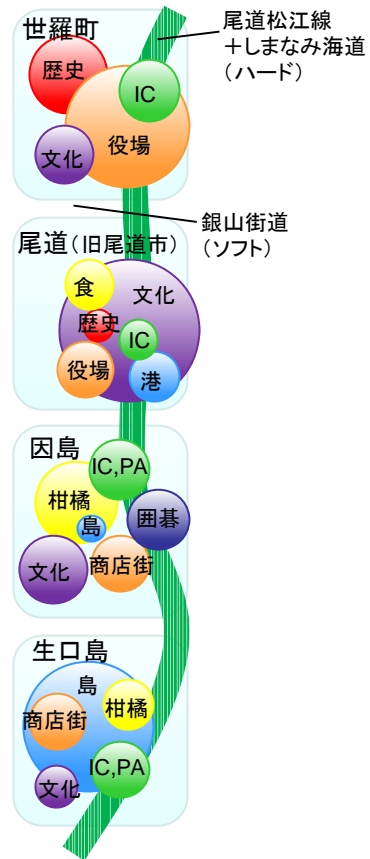 世羅町
歴史
IC
役場
文化
尾道松江線
＋しまなみ海道
（ハード）
銀山街道
（ソフト）
尾道（旧尾道市）
食
文化
歴史
IC
役場
港
因島
IC,PA
柑橘
島
囲碁
文化
商店街
生口島
島
柑橘
商店街
IC,PA
文化